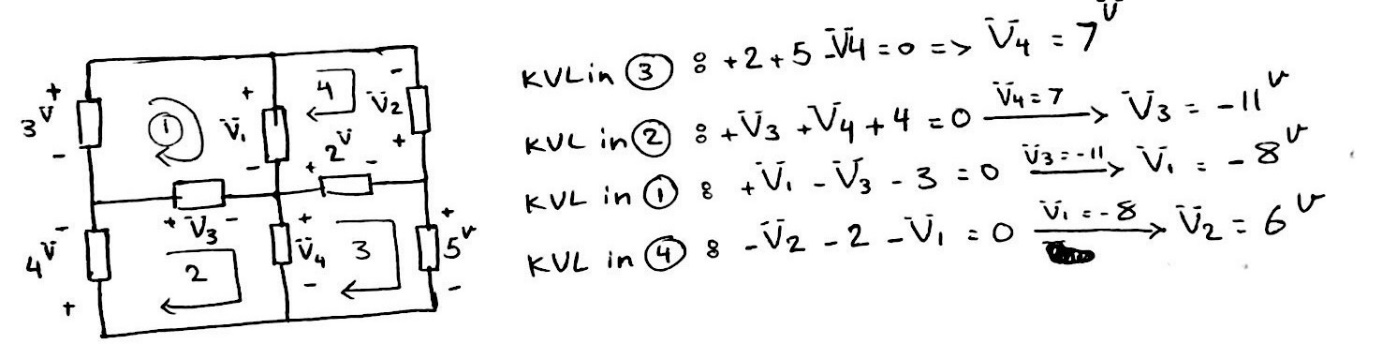 + 3V - + V1 - 1 4 - V2 + + 2V -
4V - + + V3 - 2 + V4 - 3 + 5V -
KVL in ③ : +2+5-V4=0 => V4 = 7V
KVL in ② : +V3+V4+4=0 V4=7 → V3 = -11V
KVL in ① : +V1-V3-3=0 V3=-11 → V1 = -8V
KVL in ④ : -V2-2-V1=0 V1=-8 → V2 = 6V